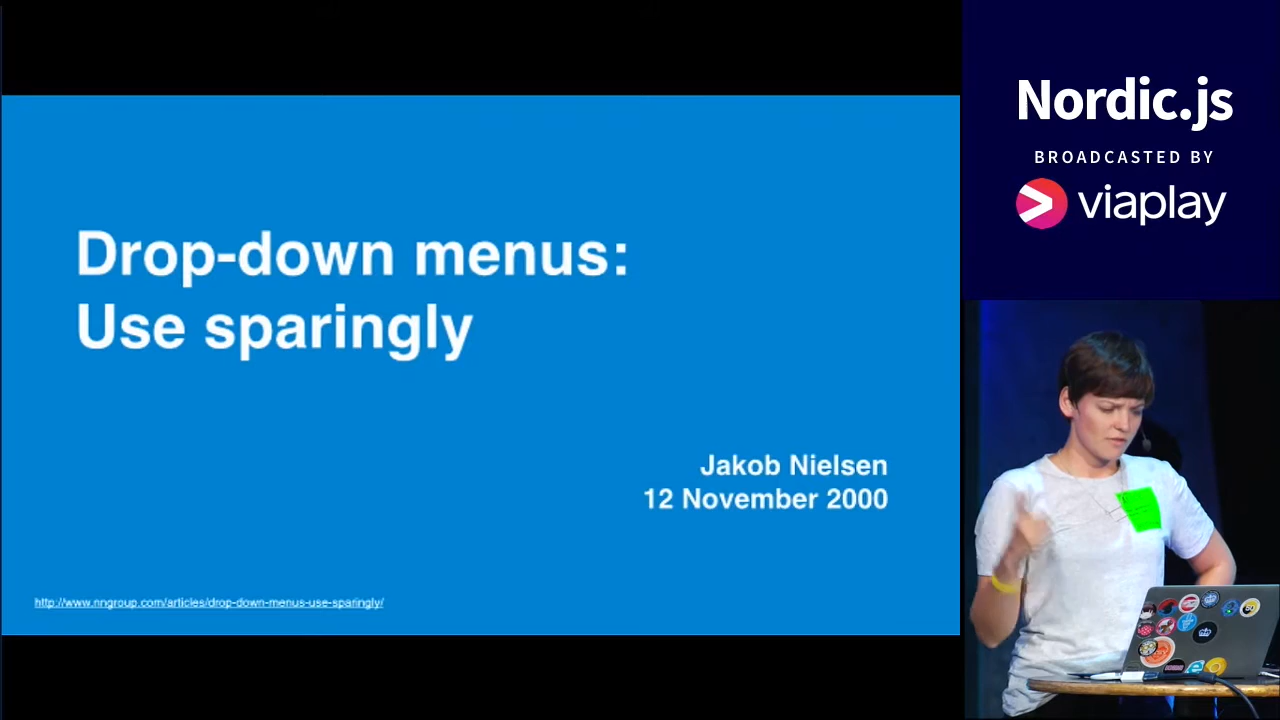 Drop-down menus:
Use sparingly
Jakob Nielsen
12 November 2000
http://www.nngroup.com/articles/drop-down-menus-use-sparingly/
Nordic.js
BROADCASTED BY
viaplay